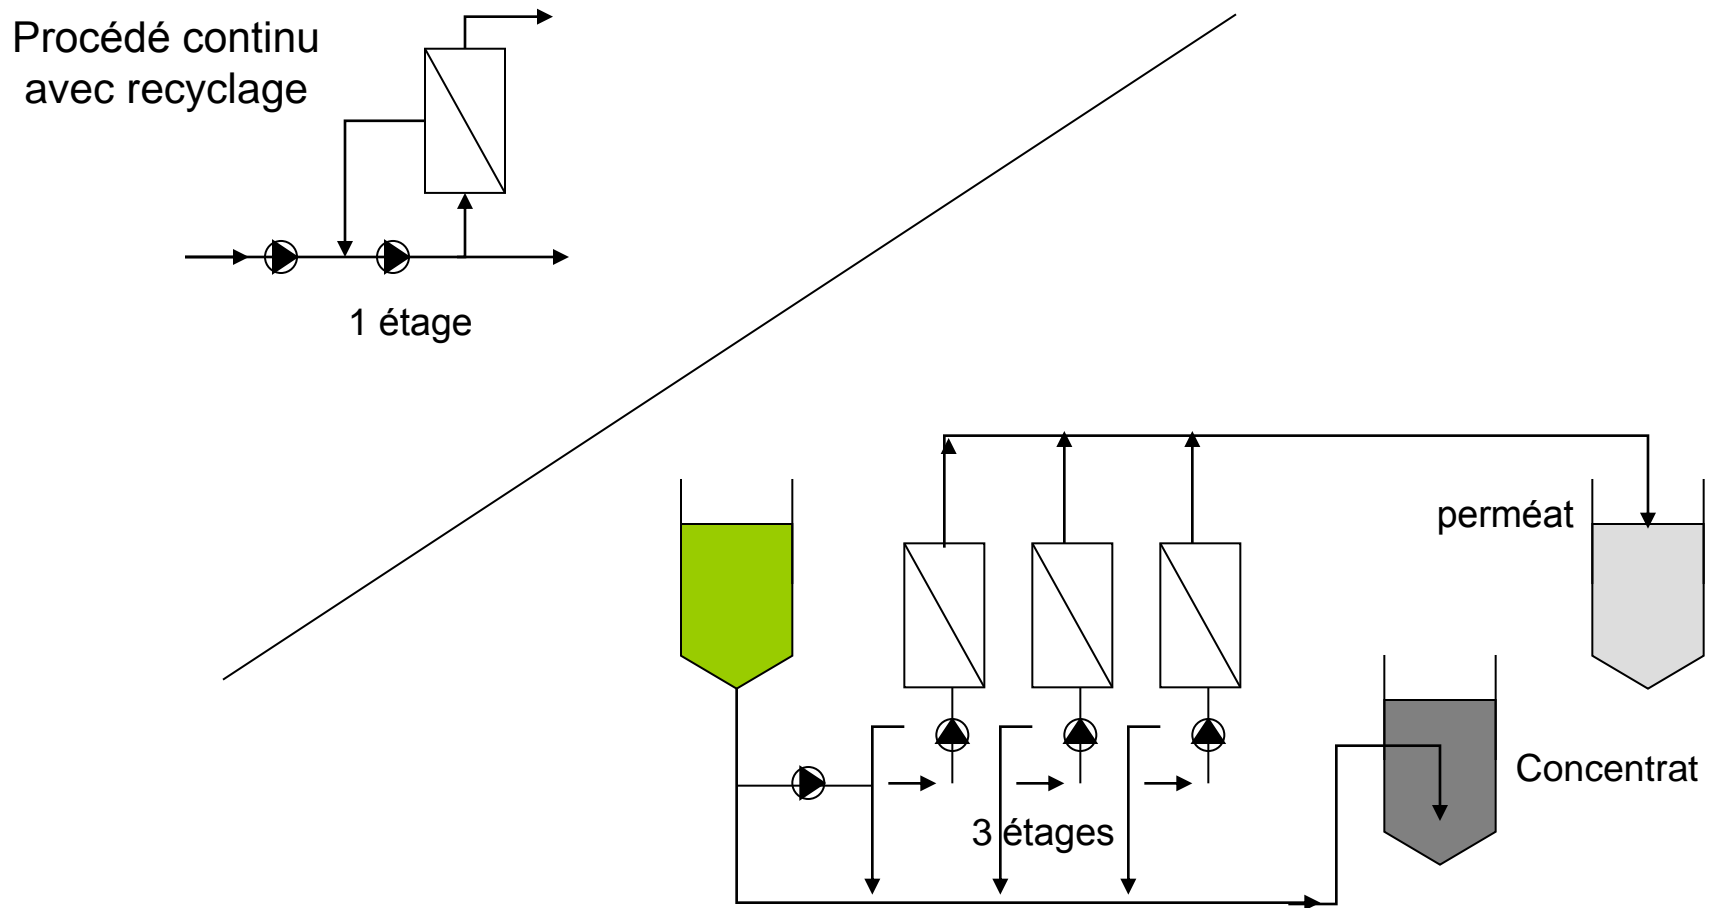 Procédé continu
avec recyclage
1 étage
perméat
Concentrat
3 étages